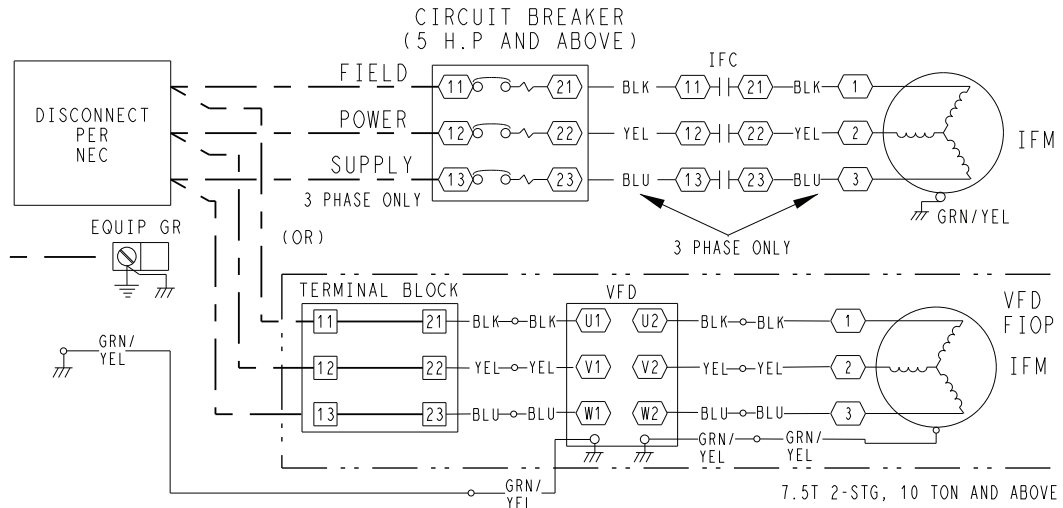 CIRCUIT BREAKER
(5 H.P AND ABOVE)
DISCONNECT
PER
NEC
FIELD
POWER
SUPPLY
3 PHASE ONLY
IFC
11 21 BLK 11 21 BLK 1
12 22 YEL 12 22 YEL 2
13 23 BLU 13 23 BLU 3
IFM
GRN/YEL
3 PHASE ONLY
EQUIP GR
(OR)
TERMINAL BLOCK
VFD
VFD
FIOP
11 21 BLK BLK U1 U2 BLK BLK 1
12 22 YEL YEL V1 V2 YEL YEL 2
13 23 BLU BLU W1 W2 BLU BLU 3
IFM
GRN/
YEL
GRN/
YEL
GRN/
YEL
GRN/
YEL
7.5T 2-STG, 10 TON AND ABOVE